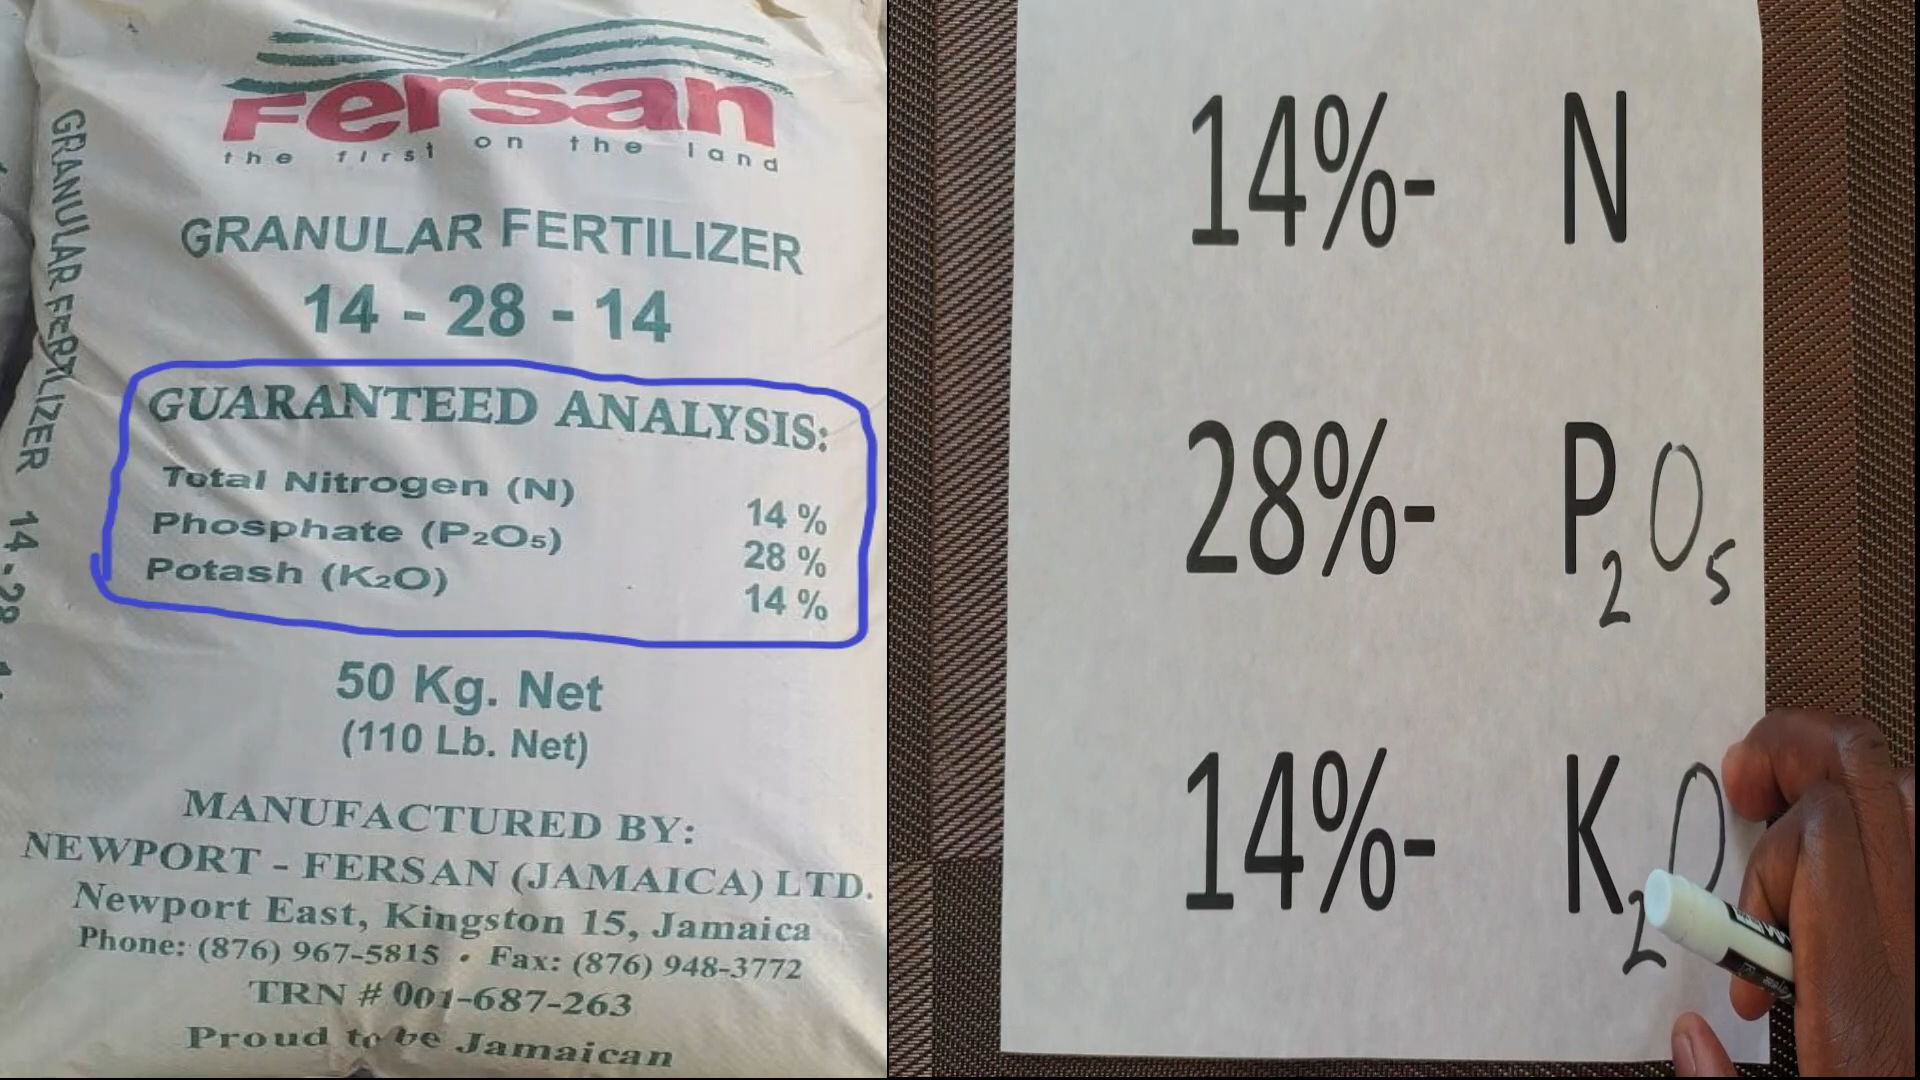 Fersan
the first on the land
GRANULAR FERTILIZER
14 - 28 - 14
GUARANTEED ANALYSIS:
Total Nitrogen (N) 14 %
Phosphate (P2O5) 28 %
Potash (K2O) 14 %
50 Kg. Net
(110 Lb. Net)
MANUFACTURED BY:
NEWPORT - FERSAN (JAMAICA) LTD.
Newport East, Kingston 15, Jamaica
Phone: (876) 967-5815 • Fax: (876) 948-3772
TRN # 001-687-263
Proud to be Jamaican
GRANULAR FERTILIZER 14 - 28
14%- N
28%- P2O5
14%- K2O